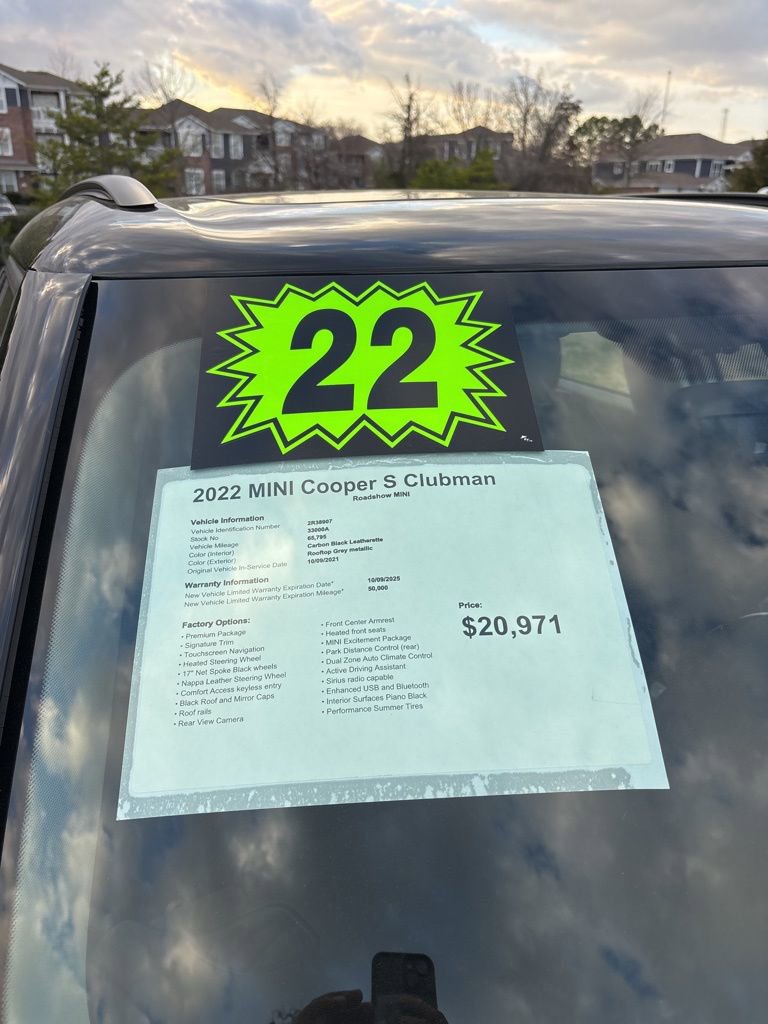 22
2022 MINI Cooper S Clubman
Roadshow MINI
Vehicle Information
Vehicle Identification Number 2R38907
Stock No 33000A
Vehicle Mileage 65,795
Color (Interior) Carbon Black Leatherette
Color (Exterior) Rooftop Grey metallic
Original Vehicle In-Service Date 10/09/2021
Warranty Information
New Vehicle Limited Warranty Expiration Date* 10/09/2025
New Vehicle Limited Warranty Expiration Mileage* 50,000
Price:
$20,971
Factory Options:
• Premium Package
• Signature Trim
• Touchscreen Navigation
• Heated Steering Wheel
• 17" Net Spoke Black wheels
• Nappa Leather Steering Wheel
• Comfort Access keyless entry
• Black Roof and Mirror Caps
• Roof rails
• Rear View Camera
• Front Center Armrest
• Heated front seats
• MINI Excitement Package
• Park Distance Control (rear)
• Dual Zone Auto Climate Control
• Active Driving Assistant
• Sirius radio capable
• Enhanced USB and Bluetooth
• Interior Surfaces Piano Black
• Performance Summer Tires